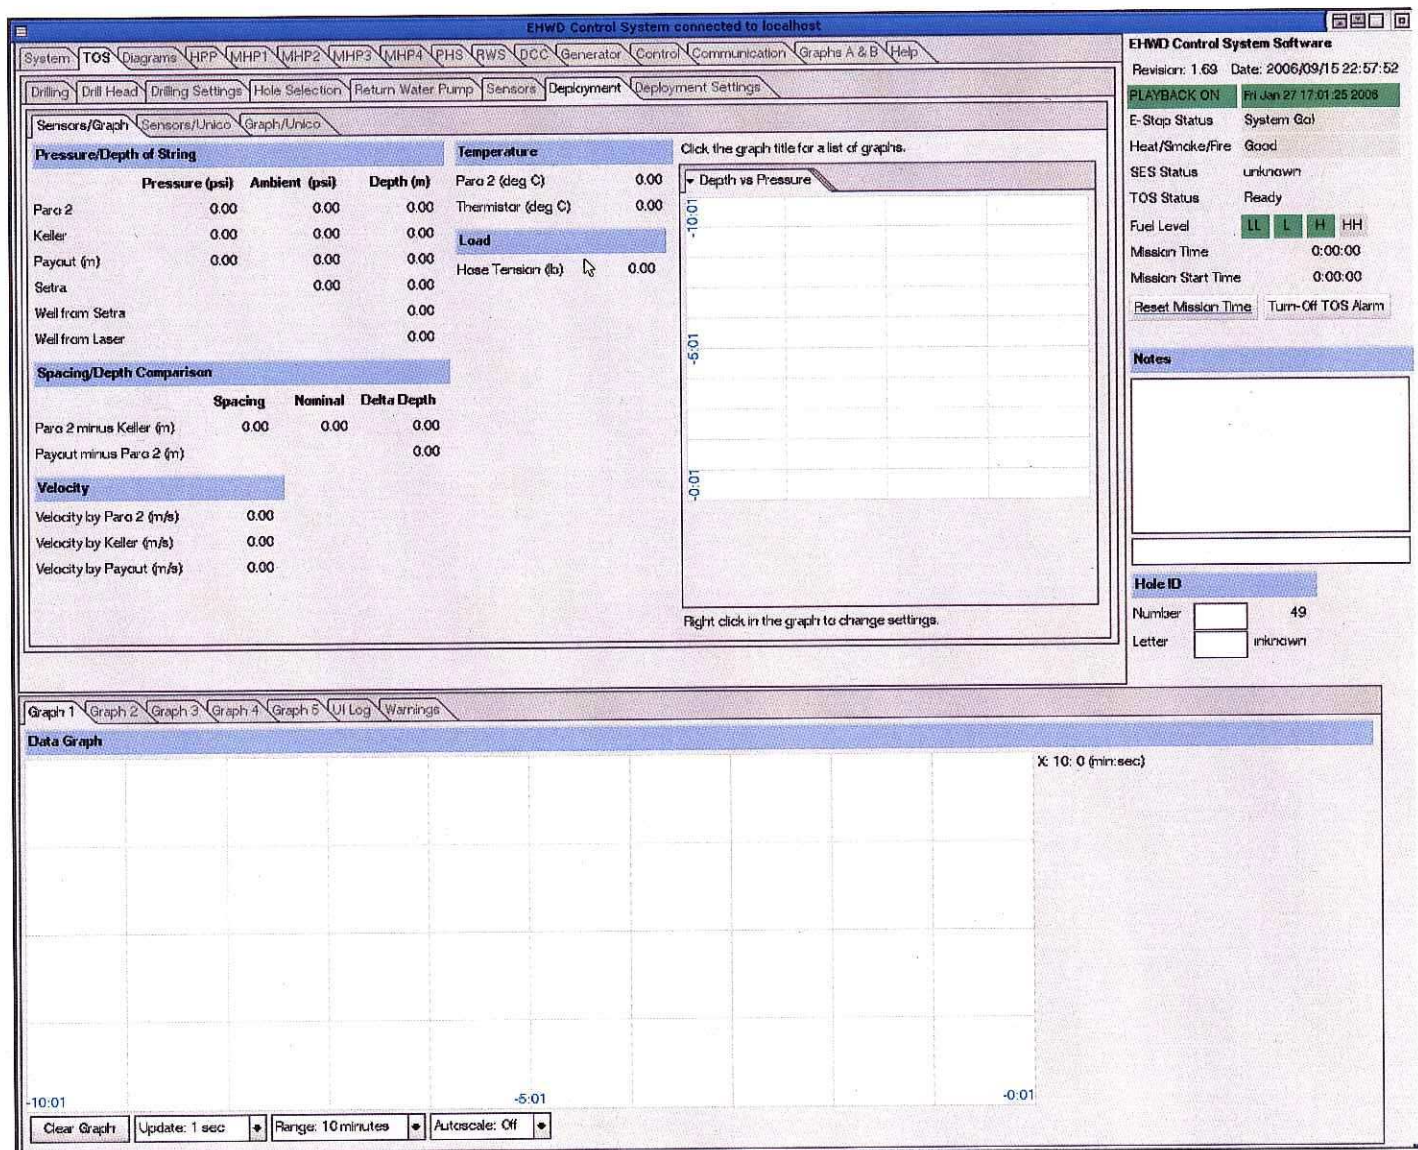 EHWD Control System connected to localhost
System TOS Diagrams HPP MHP1 MHP2 MHP3 MHP4 PHS RWS DCC Generator Control Communication Graphs A & B Help
Drilling Drill Head Drilling Settings Hole Selection Return Water Pump Sensors Deployment Deployment Settings
Sensors/Graph Sensors/Unico Graph/Unico
Pressure/Depth of String
Pressure (psi) Ambient (psi) Depth (m)
Paro 2 0.00 0.00 0.00
Keller 0.00 0.00 0.00
Payout (m) 0.00 0.00 0.00
Setra 0.00 0.00
Well from Setra 0.00
Well from Laser 0.00
Spacing/Depth Comparison
Spacing Nominal Delta Depth
Paro 2 minus Keller (m) 0.00 0.00 0.00
Payout minus Paro 2 (m) 0.00
Velocity
Velocity by Paro 2 (m/s) 0.00
Velocity by Keller (m/s) 0.00
Velocity by Payout (m/s) 0.00
Temperature
Paro 2 (deg C) 0.00
Thermistor (deg C) 0.00
Load
Hose Tension (lb) 0.00
Click the graph title for a list of graphs.
Depth vs Pressure
-10:01
-5:01
-0:01
Right click in the graph to change settings.
EHWD Control System Software
Revision: 1.69 Date: 2006/09/15 22:57:52
PLAYBACK ON Fri Jan 27 17:01:25 2006
E-Stop Status System Go!
Heat/Smoke/Fire Good
SES Status unknown
TOS Status Ready
Fuel Level LL L H HH
Mission Time 0:00:00
Mission Start Time 0:00:00
Reset Mission Time Turn-Off TOS Alarm
Notes
Hole ID
Number 49
Letter inknown
Graph 1 Graph 2 Graph 3 Graph 4 Graph 5 UI Log Warnings
Data Graph
X: 10: 0 (min:sec)
-10:01 -5:01 -0:01
Clear Graph Update: 1 sec Range: 10 minutes Autoscale: Off